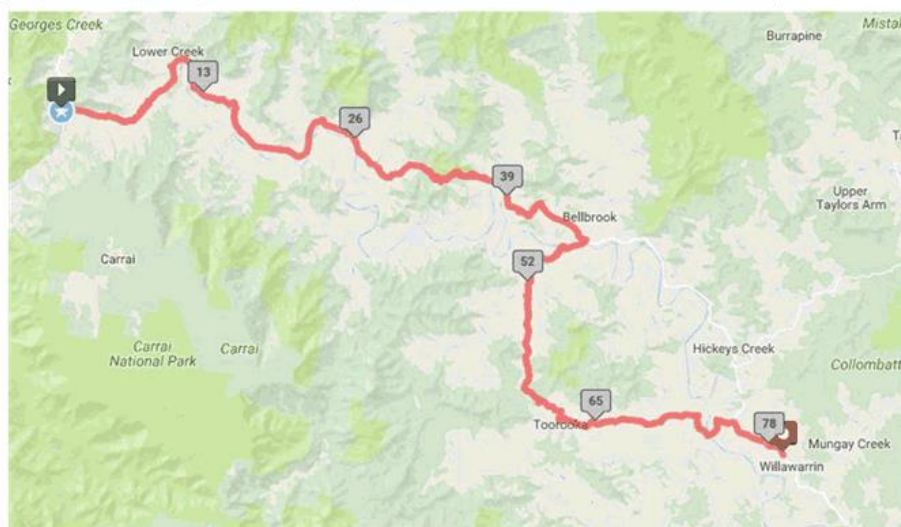 Georges Creek
Mista
Burrapine
Lower Creek
13
26
39
Upper
Taylors Arm
Bellbrook
Carrai
52
Carrai
National Park
Carrai
Hickeys Creek
Collombatt
65
Toorooka
78
Mungay Creek
Willawarrin